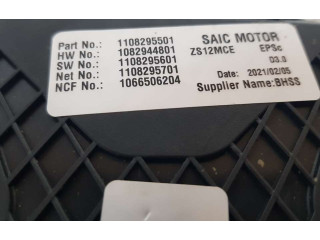 Part No.: 1108295501 SAIC MOTOR
HW No.: 1082944801 ZS12MCE EPSc
SW No.: 1108295601 D3.0
Net No.: 1108295701 Date: 2021/02/05
NCF No.: 1066506204 Supplier Name:BHSS